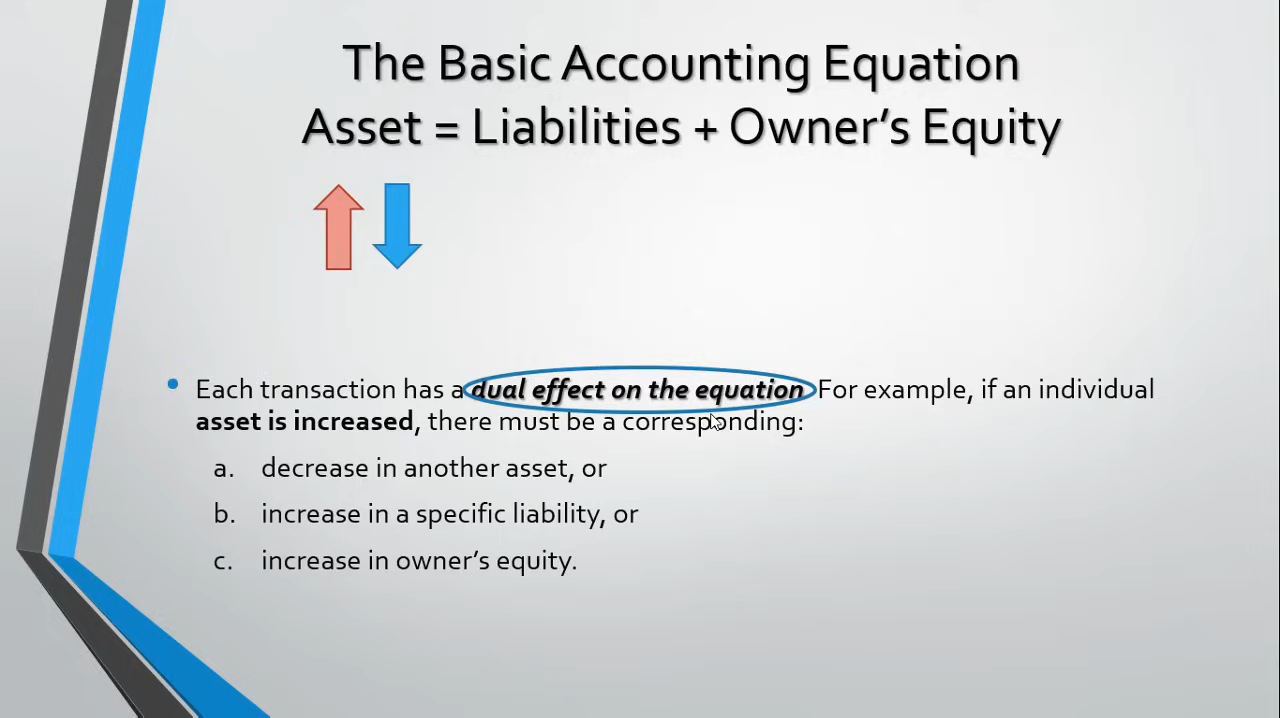 The Basic Accounting Equation
Asset = Liabilities + Owner’s Equity
• Each transaction has a dual effect on the equation. For example, if an individual
asset is increased, there must be a corresponding:
a. decrease in another asset, or
b. increase in a specific liability, or
c. increase in owner’s equity.